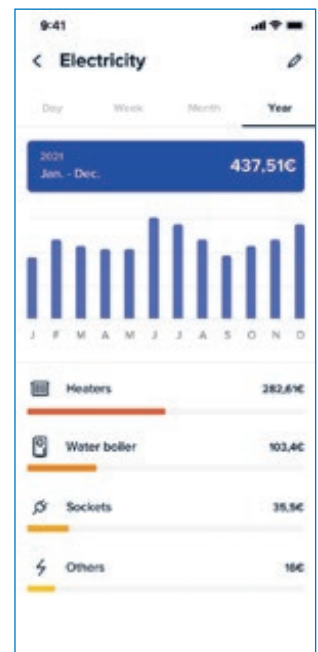 9:41
Electricity
Day Week Month Year
2021
Jan. - Dec. 437,51€
J F M A M J J A S O N D
Heaters 282,61€
Water boiler 103,4€
Sockets 35,5€
Others 16€